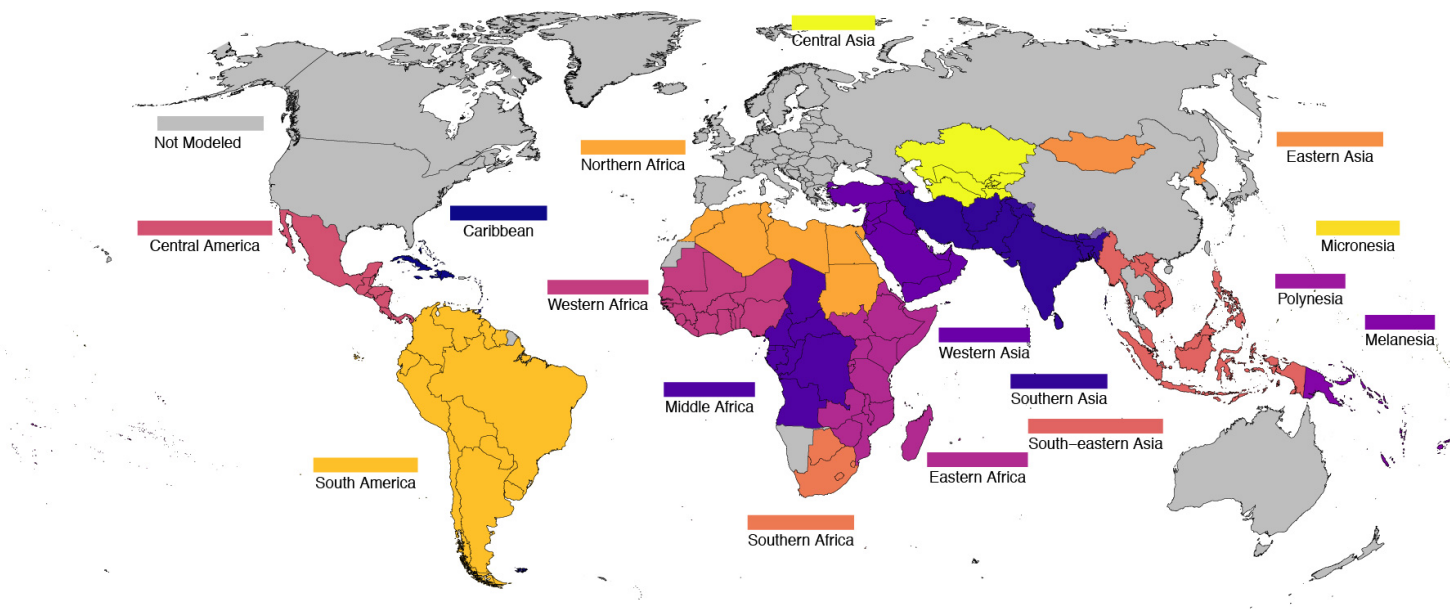 Central Asia
Not Modeled
Northern Africa
Eastern Asia
Central America
Caribbean
Micronesia
Western Africa
Polynesia
Western Asia
Melanesia
Middle Africa
Southern Asia
South-eastern Asia
South America
Eastern Africa
Southern Africa